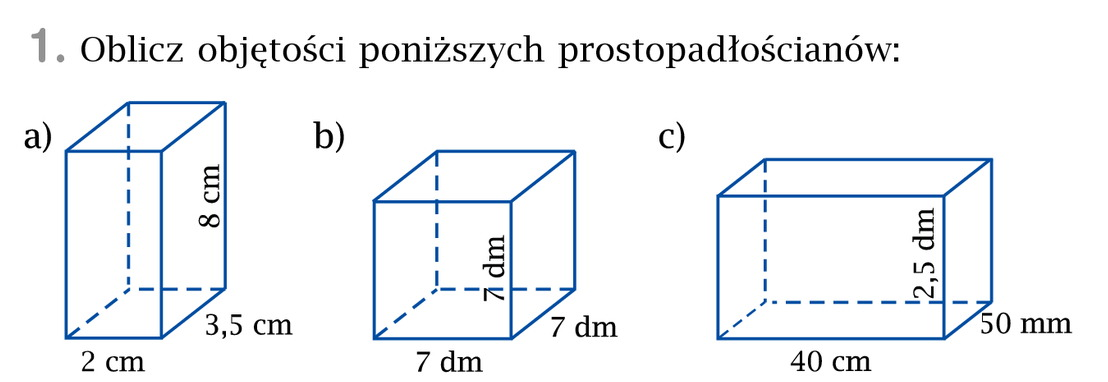 1. Oblicz objętości poniższych prostopadłościanów:
a)
8 cm
3,5 cm
2 cm
b)
7 dm
7 dm
7 dm
c)
2,5 dm
50 mm
40 cm